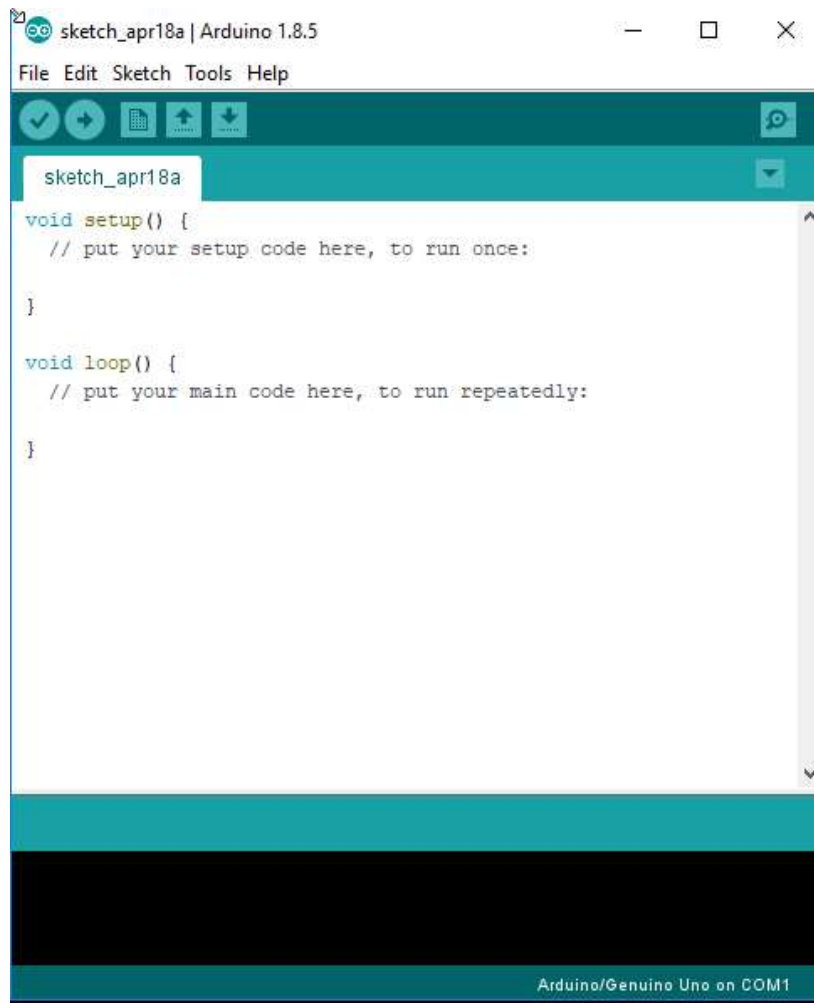 sketch_apr18a | Arduino 1.8.5
File Edit Sketch Tools Help
sketch_apr18a
void setup() {
  // put your setup code here, to run once:
}
void loop() {
  // put your main code here, to run repeatedly:
}
Arduino/Genuino Uno on COM1